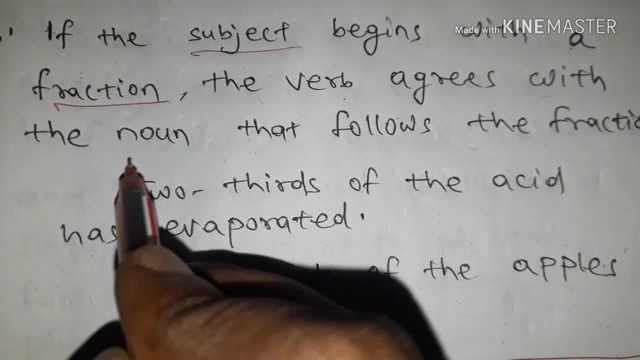 If the subject begins with a
Made with KINEMASTER
fraction, the verb agrees with
the noun that follows the fractio
Two-thirds of the acid
has evaporated.
of the apples